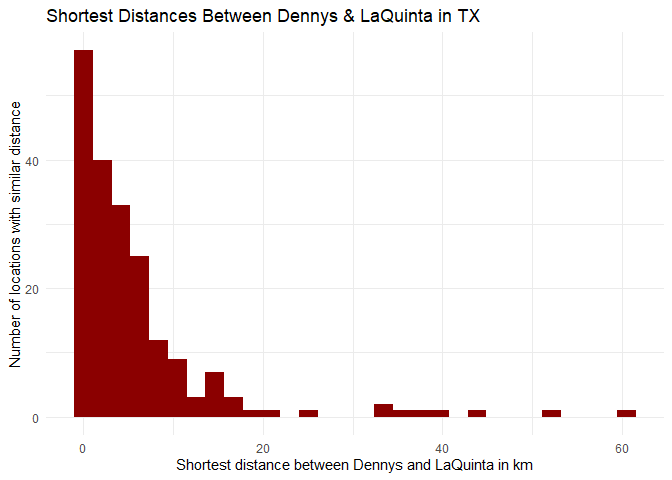 Shortest Distances Between Dennys & LaQuinta in TX
Number of locations with similar distance
40
20
0
0 20 40 60
Shortest distance between Dennys and LaQuinta in km